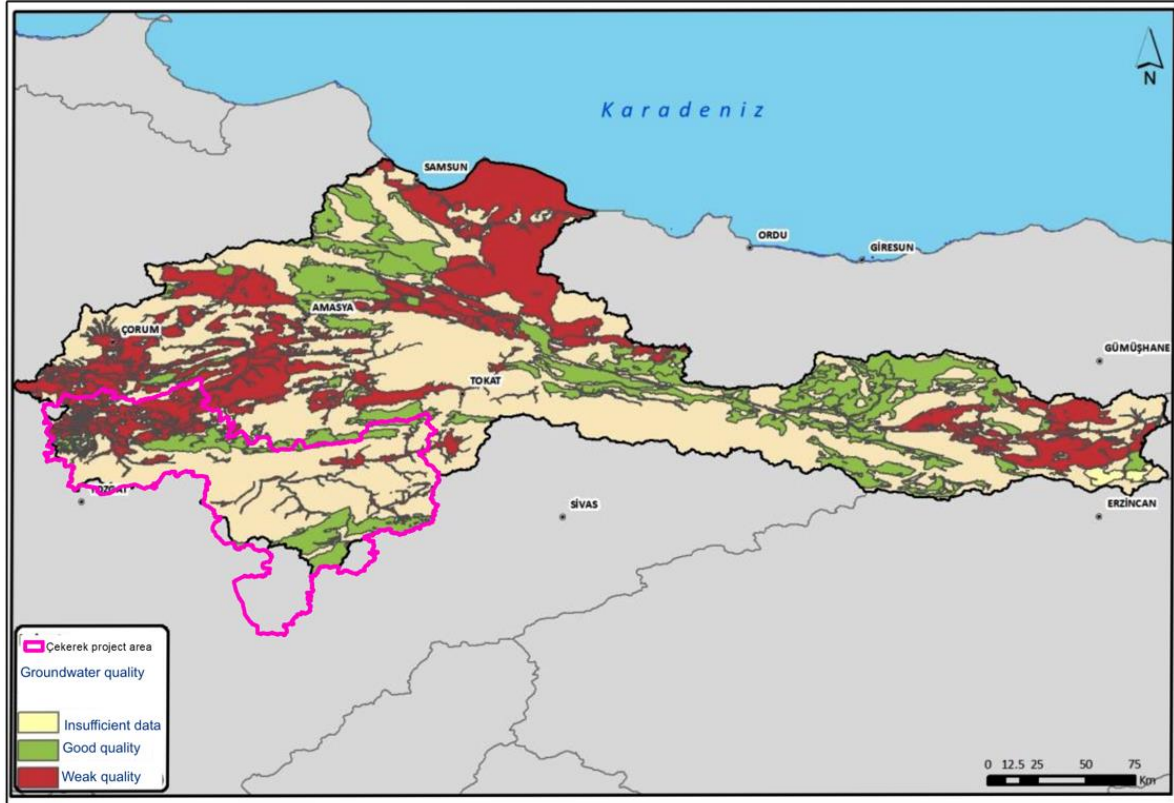 Karadeniz
N
SAMSUN
ORDU
GİRESUN
AMASYA
ÇORUM
GÜMÜŞHANE
TOKAT
SİVAS
ERZİNCAN
Çekerek project area
Groundwater quality
Insufficient data
Good quality
Weak quality
0 12.5 25 50 75
Km